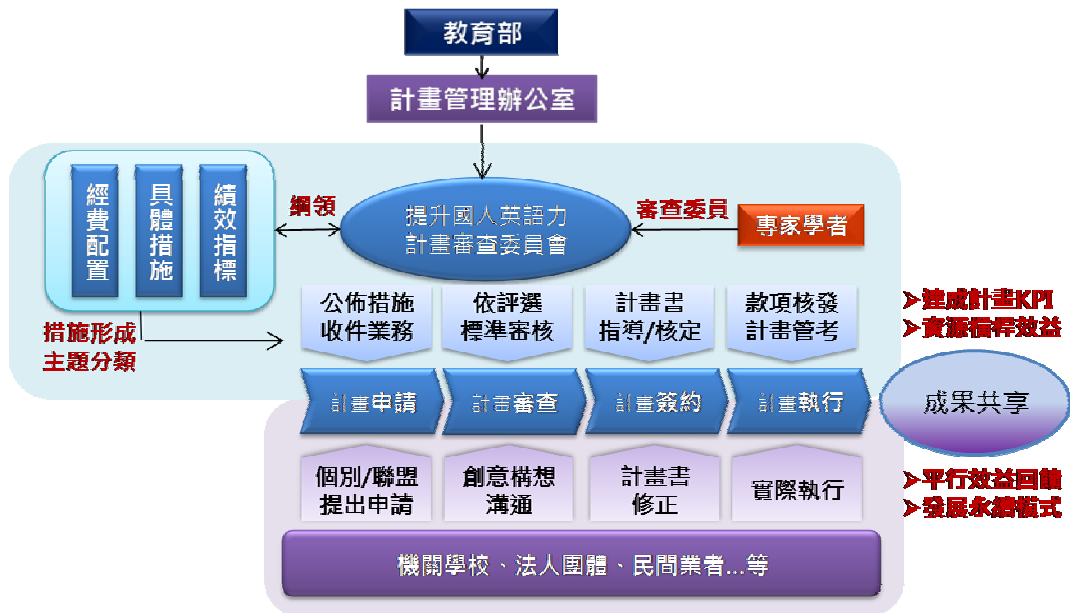 教育部
計畫管理辦公室
經費配置
具體措施
績效指標
綱領
提升國人英語力
計畫審查委員會
審查委員
專家學者
措施形成
主題分類
公佈措施
收件業務
依評選
標準審核
計畫書
指導/核定
款項核發
計畫管考
➢達成計畫KPI
➢資源槓桿效益
計畫申請
計畫審查
計畫簽約
計畫執行
成果共享
個別/聯盟
提出申請
創意構想
溝通
計畫書
修正
實際執行
➢平行效益回饋
➢發展永續模式
機關學校、法人團體、民間業者...等